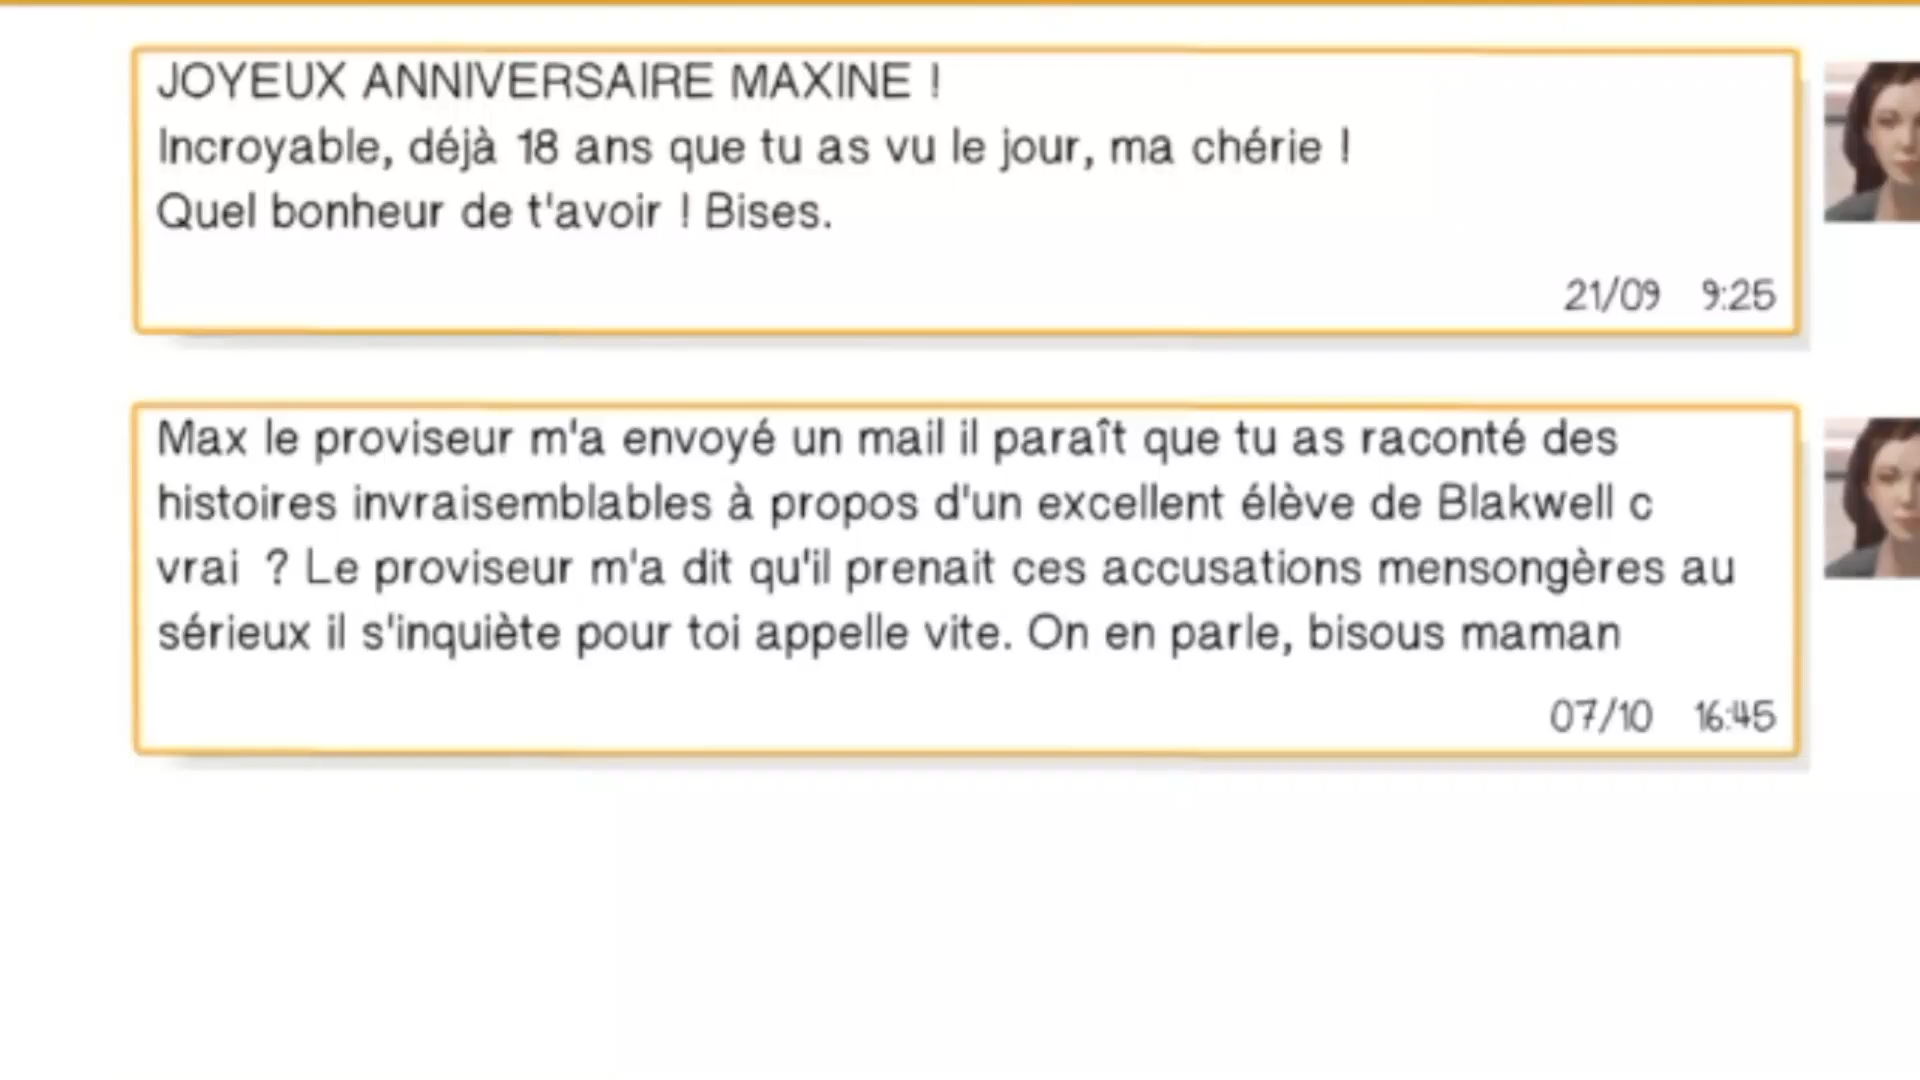 JOYEUX ANNIVERSAIRE MAXINE !
Incroyable, déjà 18 ans que tu as vu le jour, ma chérie !
Quel bonheur de t'avoir ! Bises.
21/09 9:25
Max le proviseur m'a envoyé un mail il paraît que tu as raconté des
histoires invraisemblables à propos d'un excellent élève de Blakwell c
vrai ? Le proviseur m'a dit qu'il prenait ces accusations mensongères au
sérieux il s'inquiète pour toi appelle vite. On en parle, bisous maman
07/10 16:45